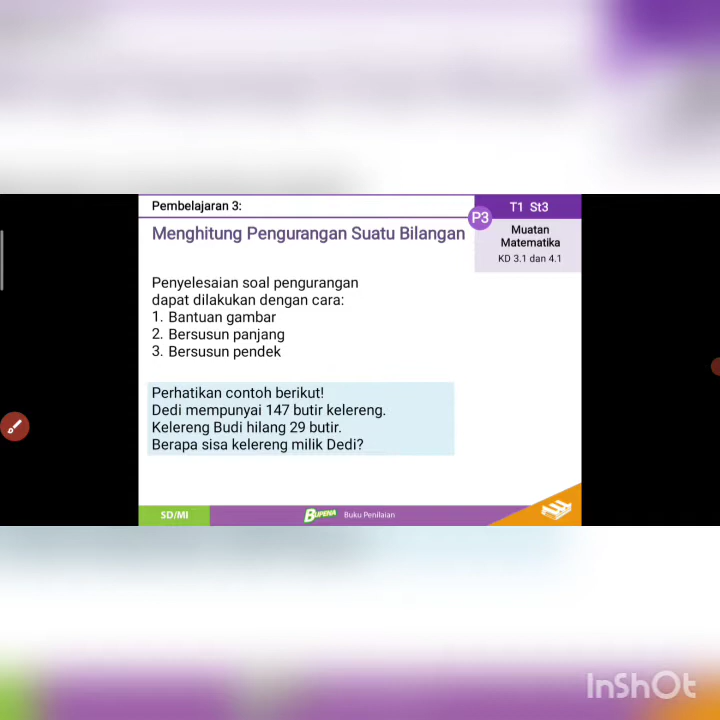 Pembelajaran 3:
P3
T1 St3
Menghitung Pengurangan Suatu Bilangan
Muatan
Matematika
KD 3.1 dan 4.1
Penyelesaian soal pengurangan
dapat dilakukan dengan cara:
1. Bantuan gambar
2. Bersusun panjang
3. Bersusun pendek
Perhatikan contoh berikut!
Dedi mempunyai 147 butir kelereng.
Kelereng Budi hilang 29 butir.
Berapa sisa kelereng milik Dedi?
SD/MI
BUPENA
Buku Penilaian
InShOt